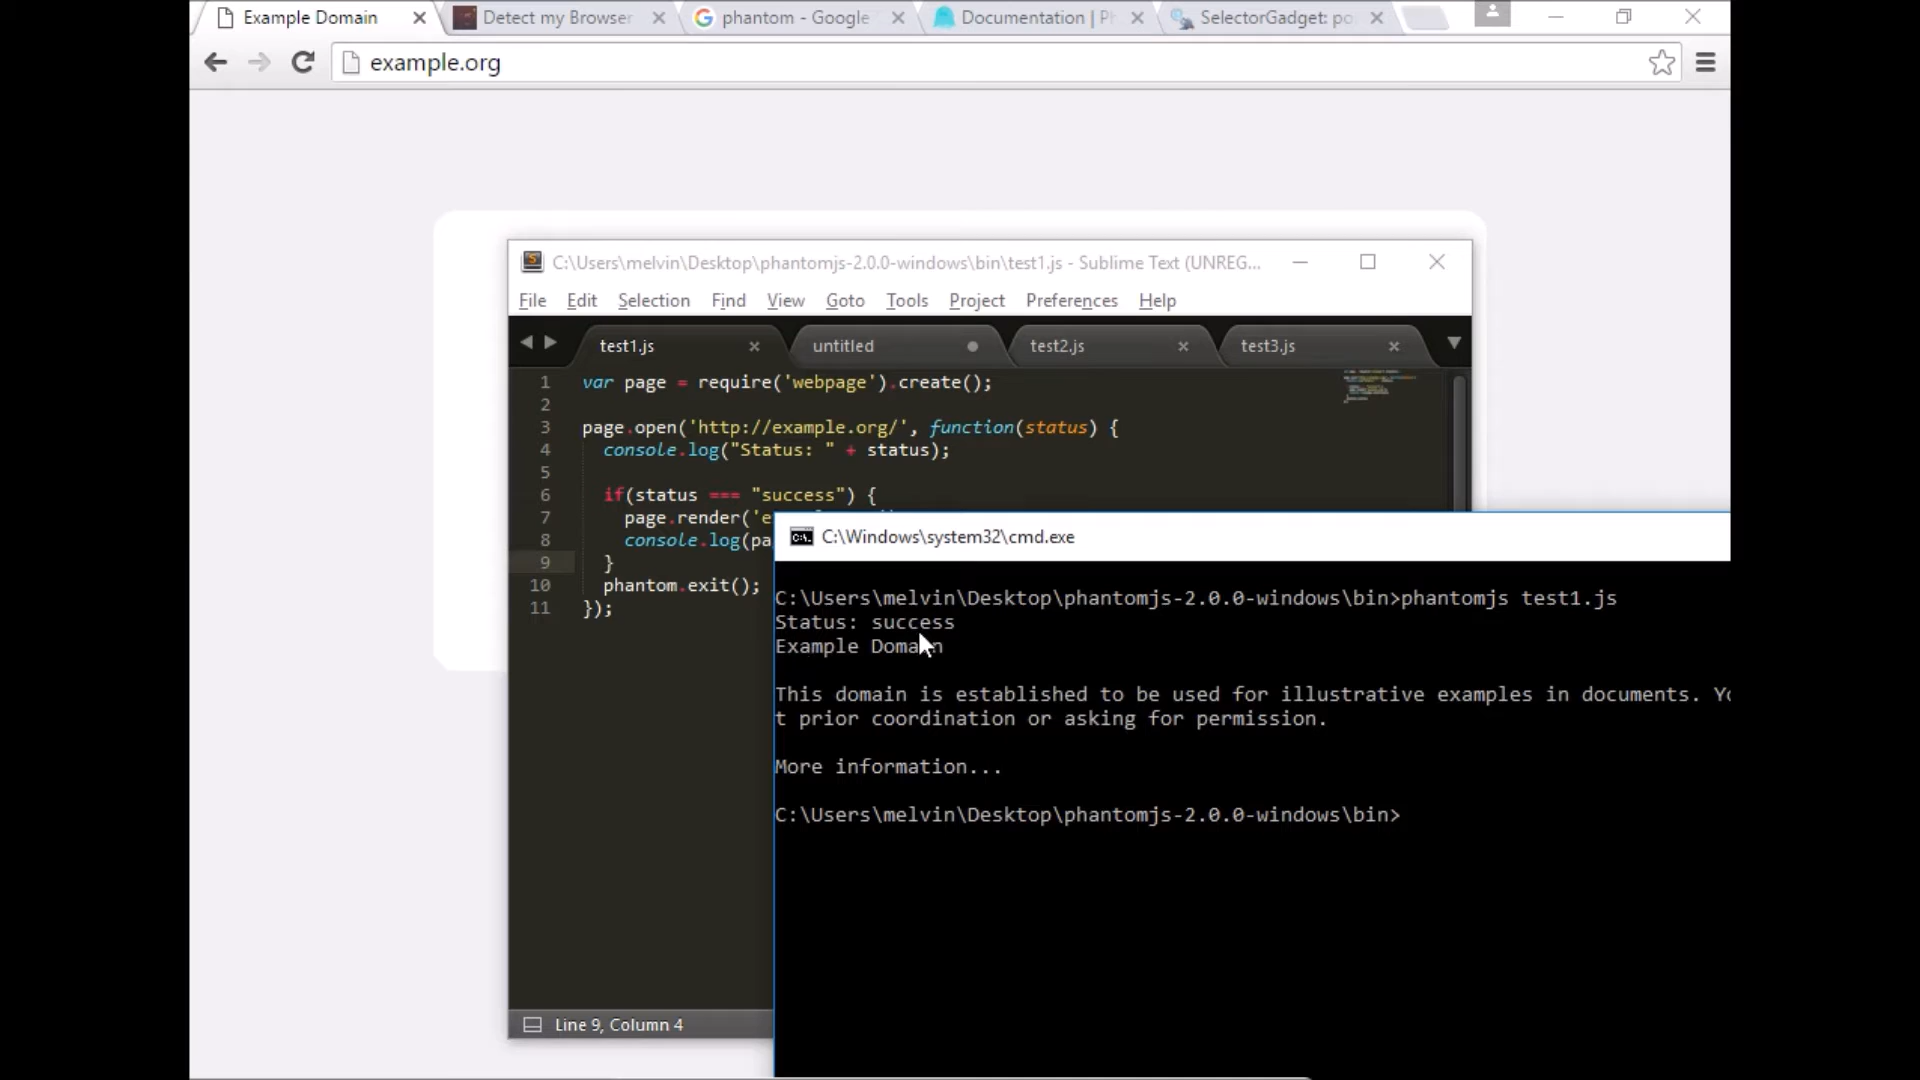 Example Domain
Detect my Browser
phantom - Google
Documentation | Ph
SelectorGadget: po
example.org
C:\Users\melvin\Desktop\phantomjs-2.0.0-windows\bin\test1.js - Sublime Text (UNREG...
File Edit Selection Find View Goto Tools Project Preferences Help
test1.js
untitled
test2.js
test3.js
1 var page = require('webpage').create();
2
3 page.open('http://example.org/', function(status) {
4 console.log("Status: " + status);
5
6 if(status === "success") {
7 page.render('e
8 console.log(pa
9 }
10 phantom.exit();
11 });
Line 9, Column 4
C:\Windows\system32\cmd.exe
C:\Users\melvin\Desktop\phantomjs-2.0.0-windows\bin>phantomjs test1.js
Status: success
Example Domain
This domain is established to be used for illustrative examples in documents. Yo
t prior coordination or asking for permission.
More information...
C:\Users\melvin\Desktop\phantomjs-2.0.0-windows\bin>